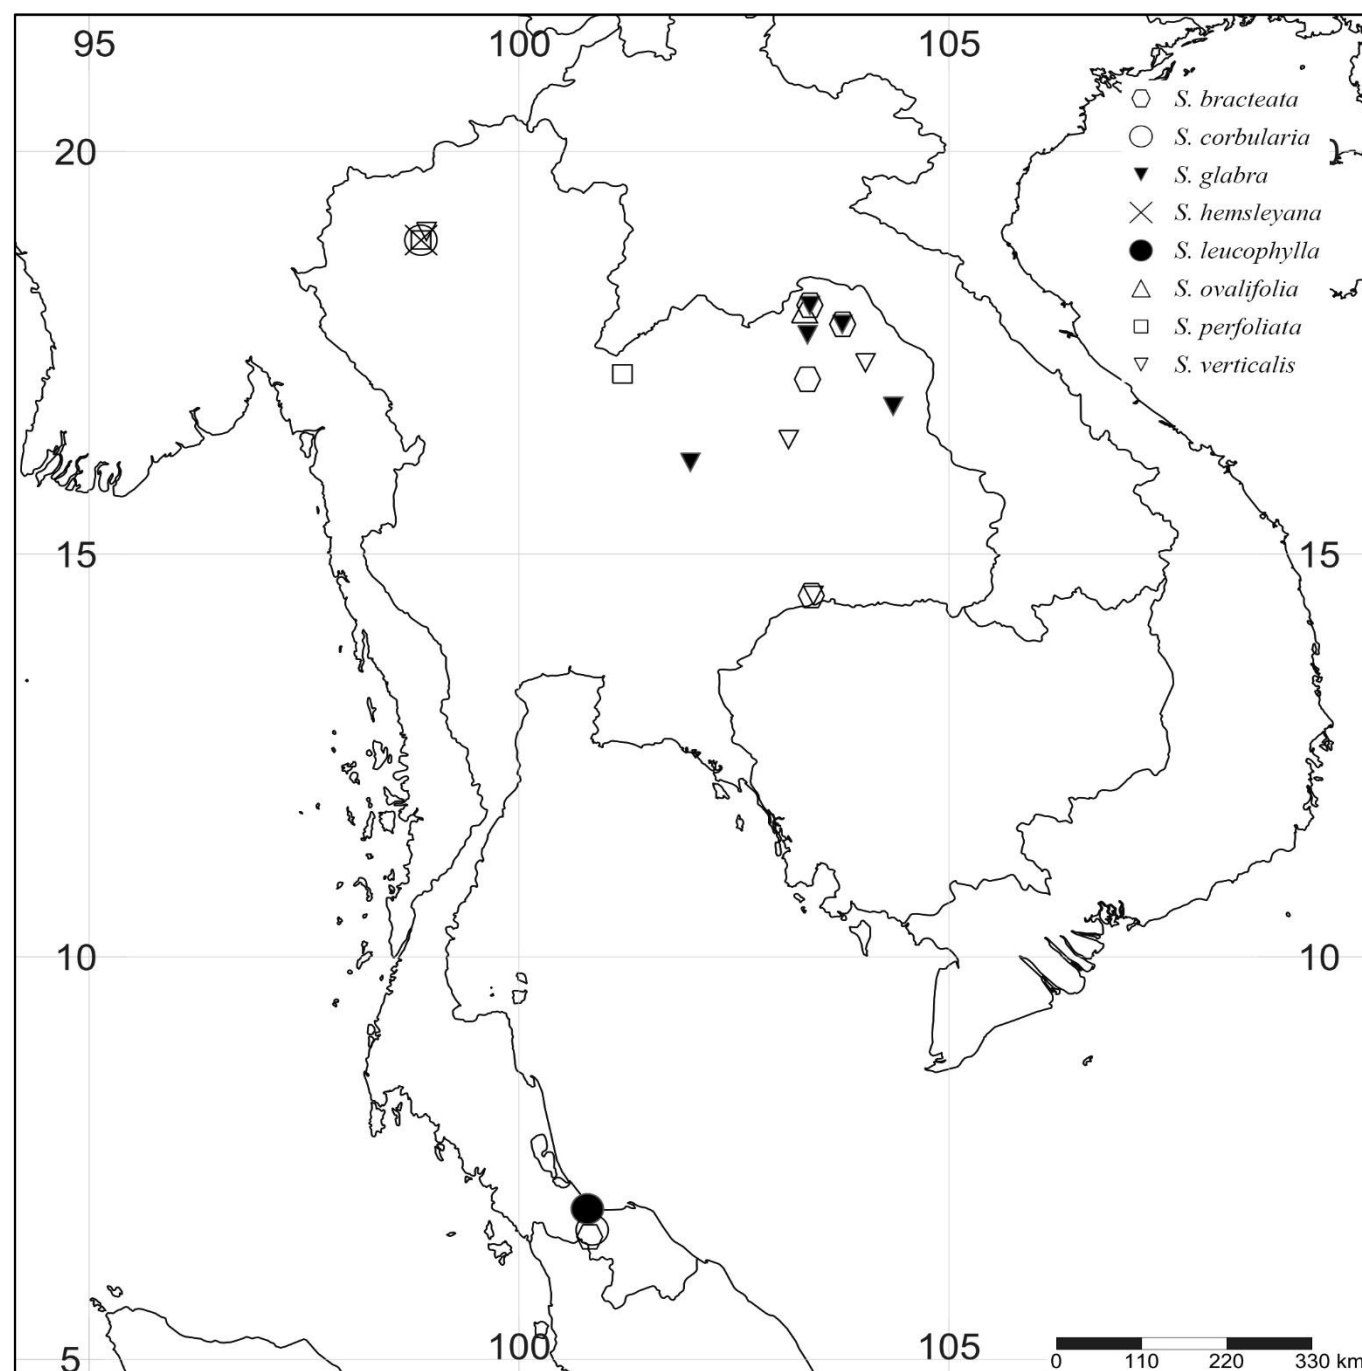 95 100 105
S. bracteata
S. corbularia
20
S. glabra
S. hemsleyana
S. leucophylla
S. ovalifolia
S. perfoliata
S. verticalis
15 15
10 10
5 100 105
0 110 220 330 km